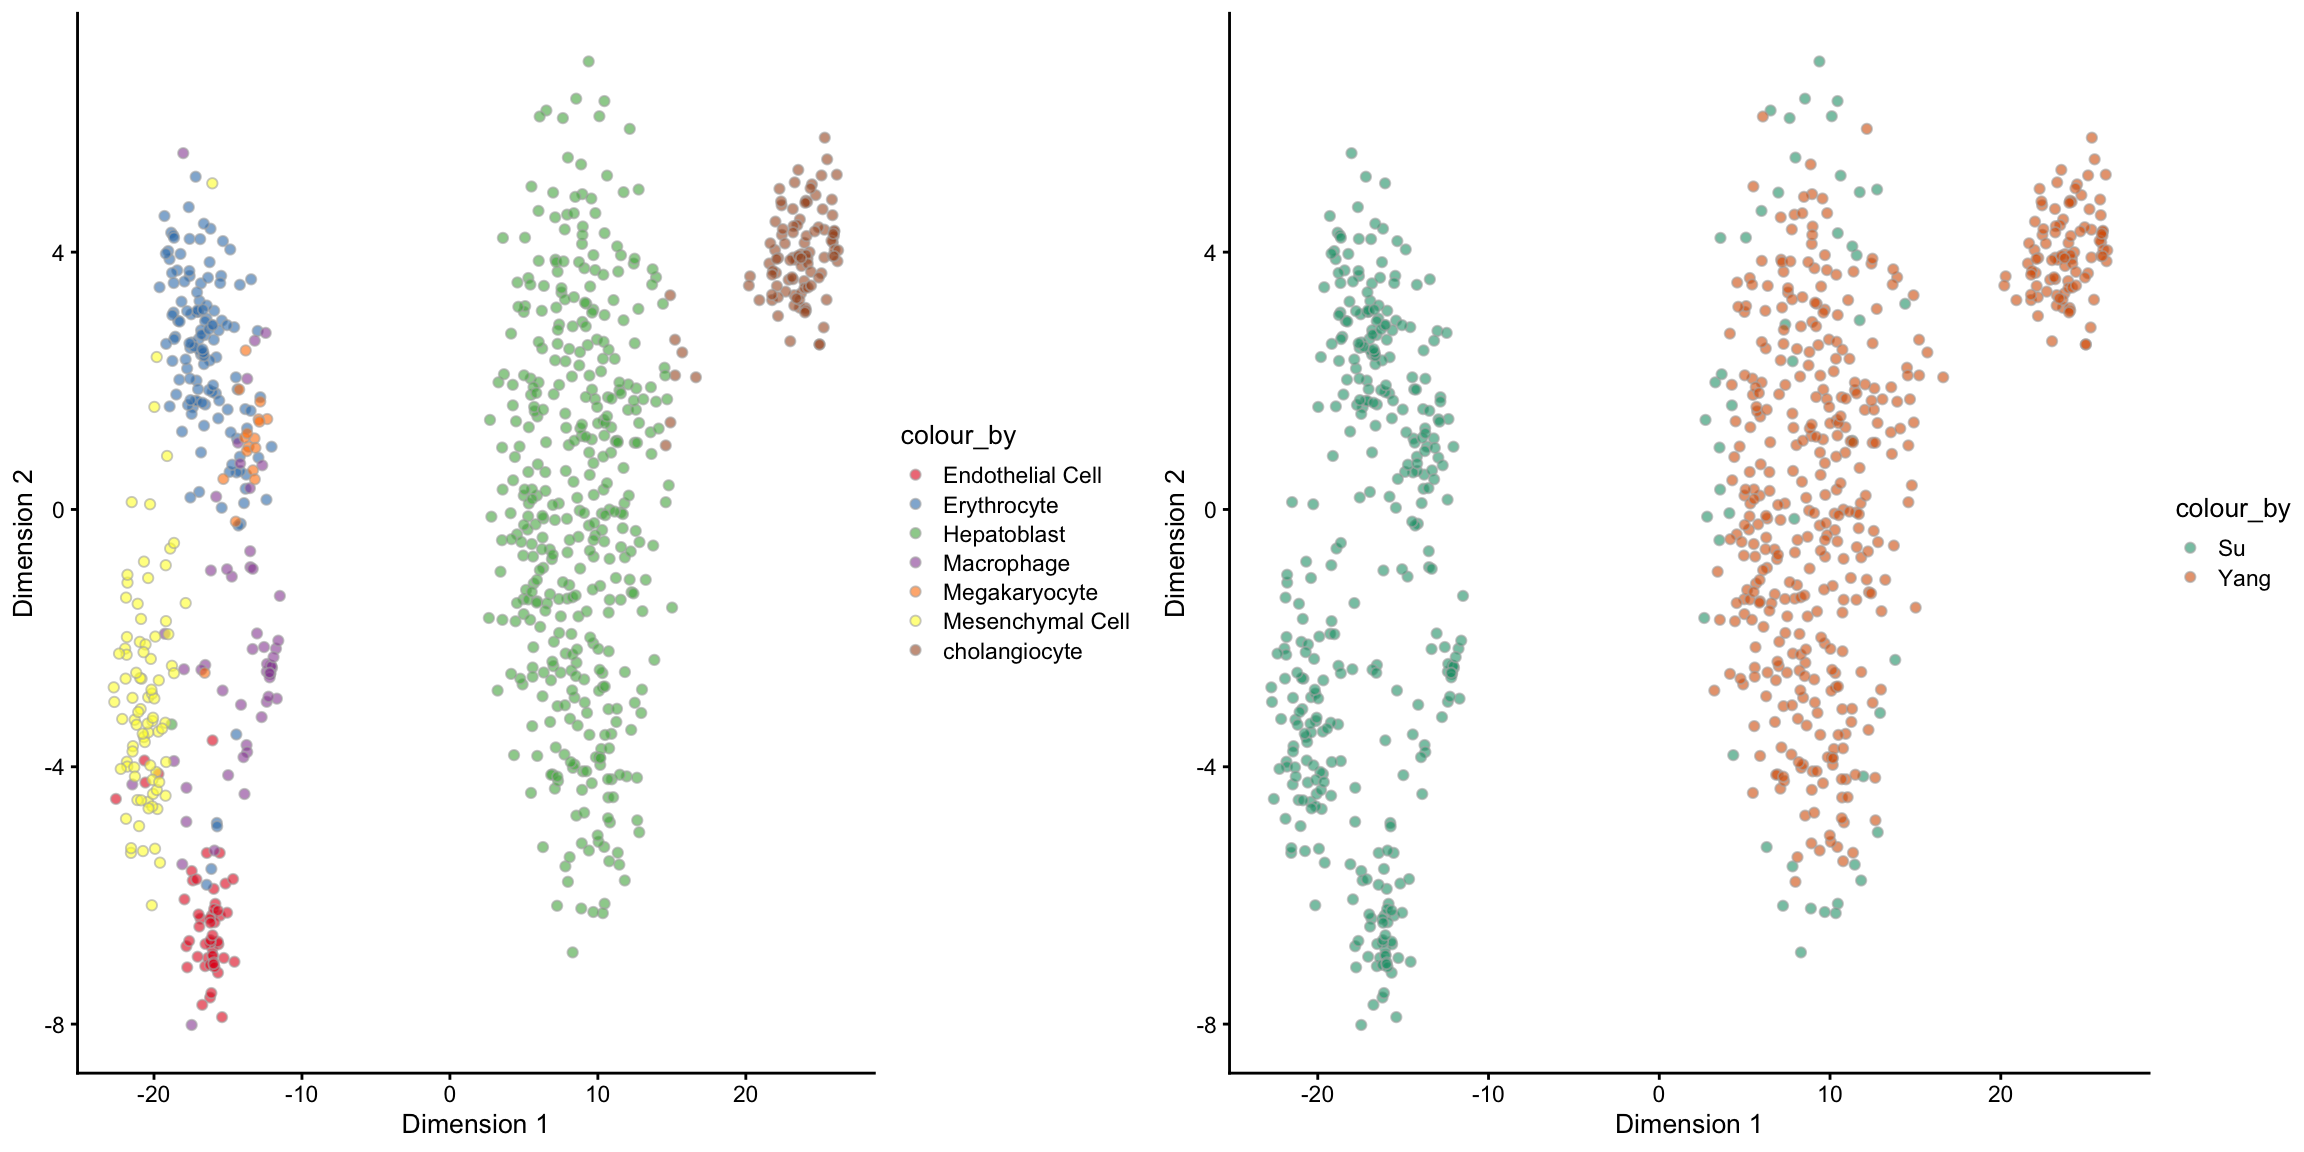 4
0
-4
-8
Dimension 2
-20
-10
0
10
20
Dimension 1
colour_by
Endothelial Cell
Erythrocyte
Hepatoblast
Macrophage
Megakaryocyte
Mesenchymal Cell
cholangiocyte
4
0
-4
-8
Dimension 2
-20
-10
0
10
20
Dimension 1
colour_by
Su
Yang